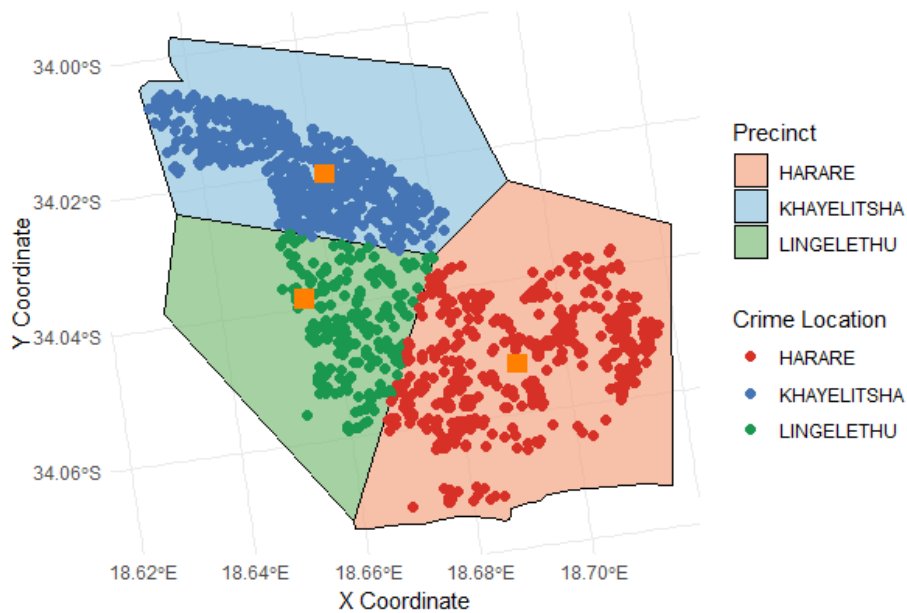 34.00°S
34.02°S
34.04°S
34.06°S
Y Coordinate
18.62°E
18.64°E
18.66°E
18.68°E
18.70°E
X Coordinate
Precinct
HARARE
KHAYELITSHA
LINGELETHU
Crime Location
HARARE
KHAYELITSHA
LINGELETHU